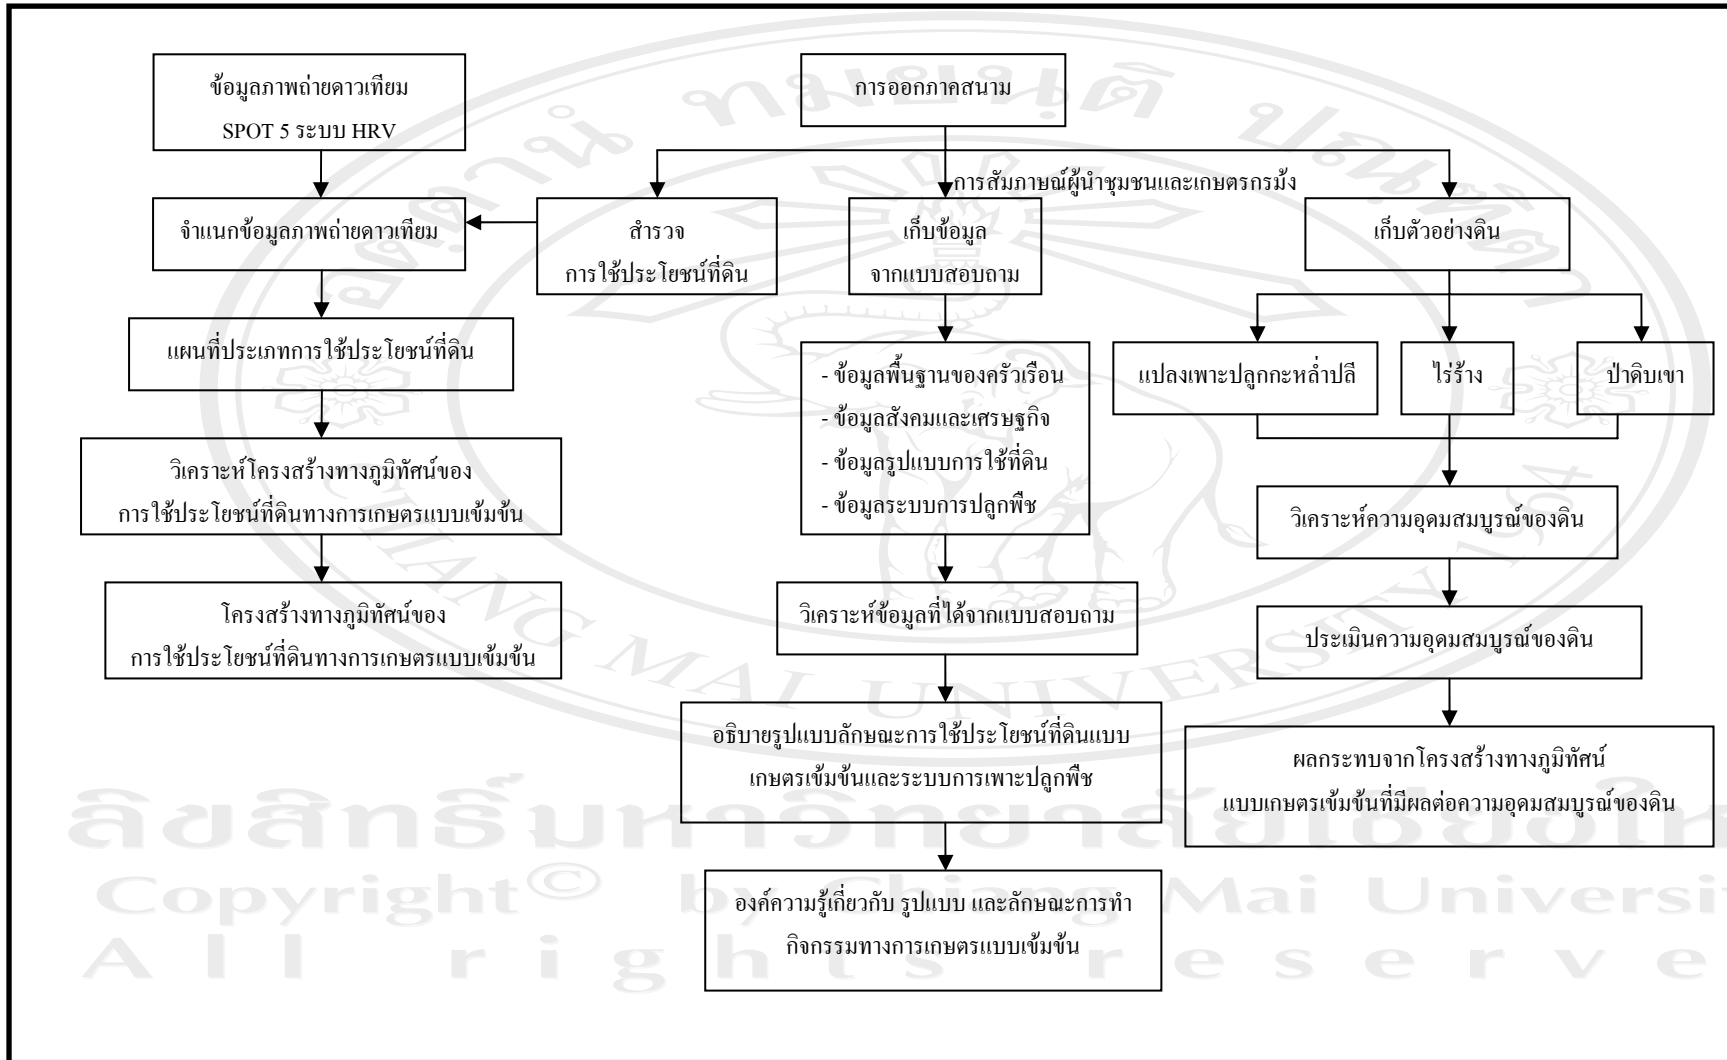 ข้อมูลภาพถ่ายดาวเทียม
SPOT 5 ระบบ HRV
การออกภาคสนาม
การสัมภาษณ์ผู้นำชุมชนและเกษตรกรม้ง
จำแนกข้อมูลภาพถ่ายดาวเทียม
สำรวจ
การใช้ประโยชน์ที่ดิน
เก็บข้อมูล
จากแบบสอบถาม
เก็บตัวอย่างดิน
แผนที่ประเภทการใช้ประโยชน์ที่ดิน
- ข้อมูลพื้นฐานของครัวเรือน
- ข้อมูลสังคมและเศรษฐกิจ
- ข้อมูลรูปแบบการใช้ที่ดิน
- ข้อมูลระบบการปลูกพืช
แปลงเพาะปลูกกะหล่ำปลี
ไร่ร้าง
ป่าดิบเขา
วิเคราะห์โครงสร้างทางภูมิทัศน์ของ
การใช้ประโยชน์ที่ดินทางการเกษตรแบบเข้มข้น
วิเคราะห์ความอุดมสมบูรณ์ของดิน
โครงสร้างทางภูมิทัศน์ของ
การใช้ประโยชน์ที่ดินทางการเกษตรแบบเข้มข้น
วิเคราะห์ข้อมูลที่ได้จากแบบสอบถาม
ประเมินความอุดมสมบูรณ์ของดิน
อธิบายรูปแบบลักษณะการใช้ประโยชน์ที่ดินแบบ
เกษตรเข้มข้นและระบบการเพาะปลูกพืช
ผลกระทบจากโครงสร้างทางภูมิทัศน์
แบบเกษตรเข้มข้นที่มีผลต่อความอุดมสมบูรณ์ของดิน
องค์ความรู้เกี่ยวกับ รูปแบบ และลักษณะการทำ
กิจกรรมทางการเกษตรแบบเข้มข้น
CHIANG MAI UNIVERSITY 1964
ลิขสิทธิ์มหาวิทยาลัยเชียงให
Copyright© by Chiang Mai Universi
All rights reserve